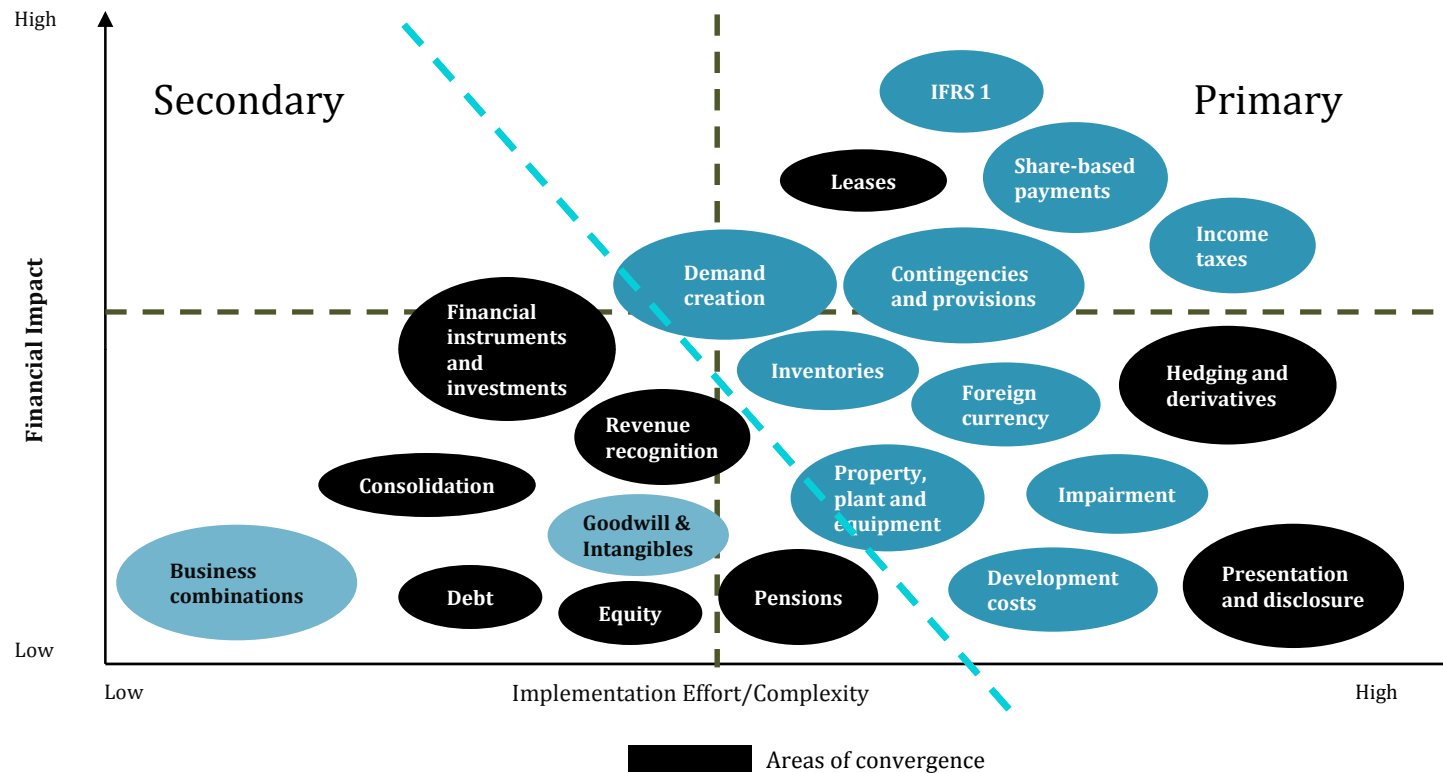 High
Secondary
Primary
IFRS 1
Leases
Share-based
payments
Income
taxes
Demand
creation
Contingencies
and provisions
Financial
instruments
and
investments
Inventories
Foreign
currency
Hedging and
derivatives
Financial Impact
Revenue
recognition
Consolidation
Property,
plant and
equipment
Impairment
Goodwill &
Intangibles
Business
combinations
Debt
Equity
Pensions
Development
costs
Presentation
and disclosure
Low
Low
Implementation Effort/Complexity
High
Areas of convergence